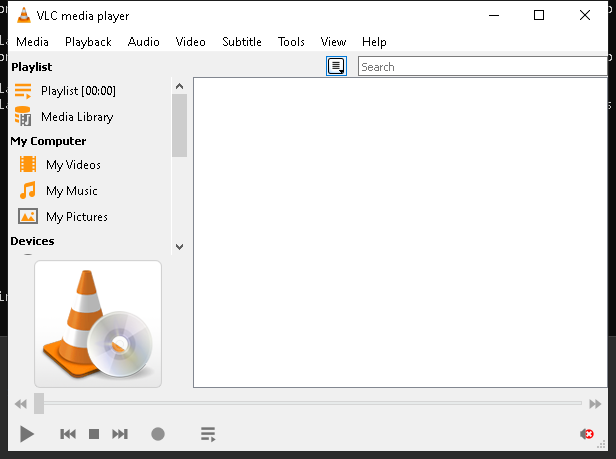 VLC media player
Media Playback Audio Video Subtitle Tools View Help
Playlist
Search
Playlist [00:00]
Media Library
My Computer
My Videos
My Music
My Pictures
Devices